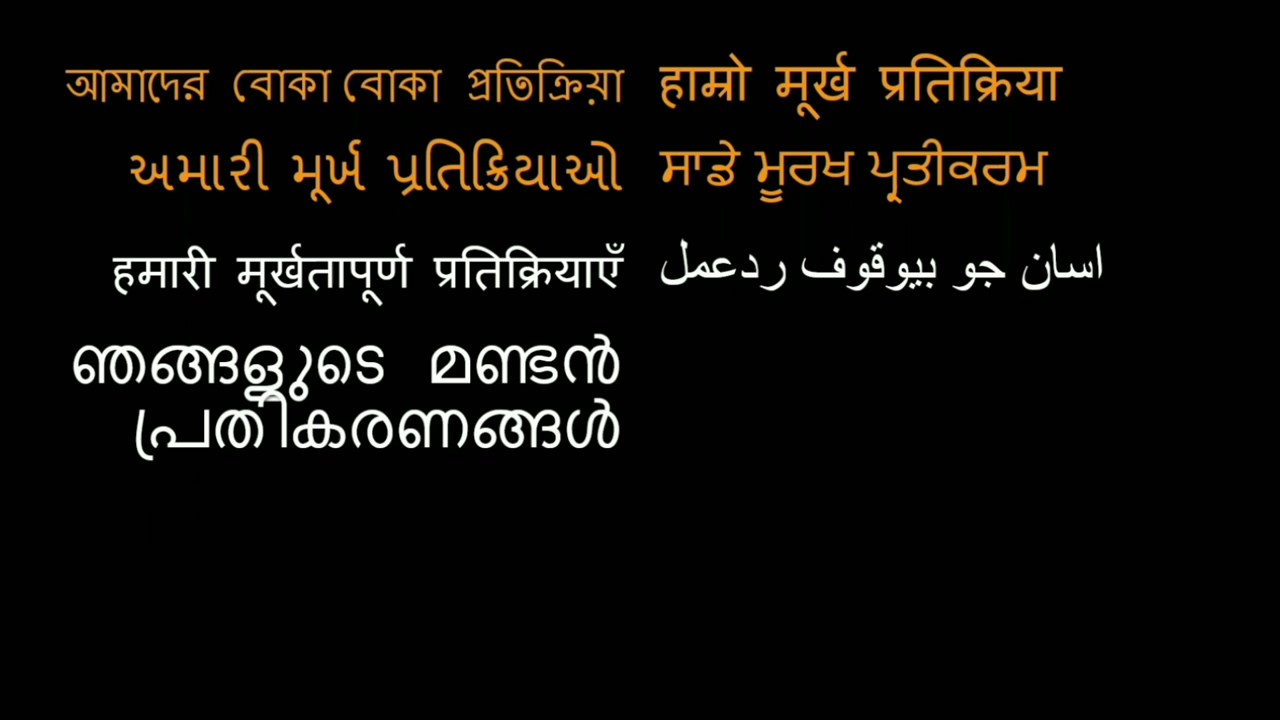 আমাদের বোকা বোকা প্রতিক্রিয়া
हाम्रो मूर्ख प्रतिक्रिया
અમારી મૂર્ખ પ્રતિક્રિયાઓ
ਸਾਡੇ ਮੂਰਖ ਪ੍ਰਤੀਕਰਮ
हमारी मूर्खतापूर्ण प्रतिक्रियाएँ
اسان جو بيوقوف ردعمل
ഞങ്ങളുടെ മണ്ടൻ
പ്രതികരണങ്ങൾ